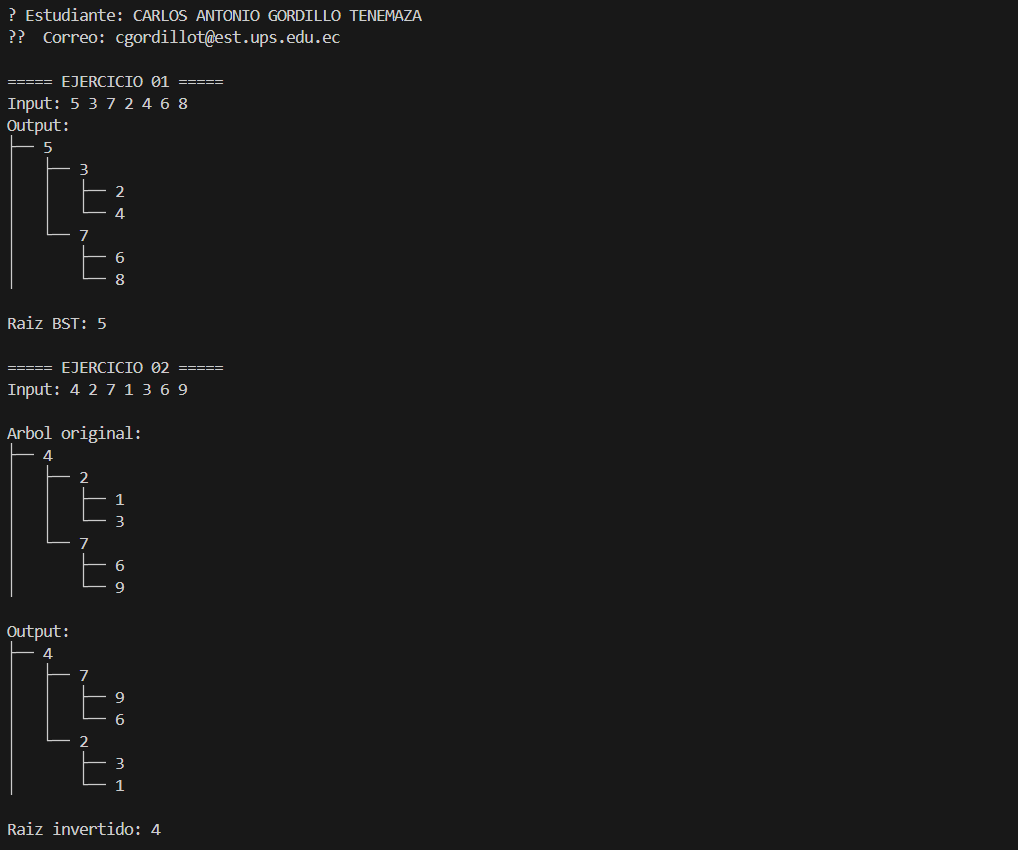 ? Estudiante: CARLOS ANTONIO GORDILLO TENEMAZA
??  Correo: cgordillot@est.ups.edu.ec

===== EJERCICIO 01 =====
Input: 5 3 7 2 4 6 8
Output:
├── 5
│   ├── 3
│   │   ├── 2
│   │   └── 4
│   └── 7
│       ├── 6
│       └── 8

Raiz BST: 5

===== EJERCICIO 02 =====
Input: 4 2 7 1 3 6 9

Arbol original:
├── 4
│   ├── 2
│   │   ├── 1
│   │   └── 3
│   └── 7
│       ├── 6
│       └── 9

Output:
├── 4
│   ├── 7
│   │   ├── 9
│   │   └── 6
│   └── 2
│       ├── 3
│       └── 1

Raiz invertido: 4